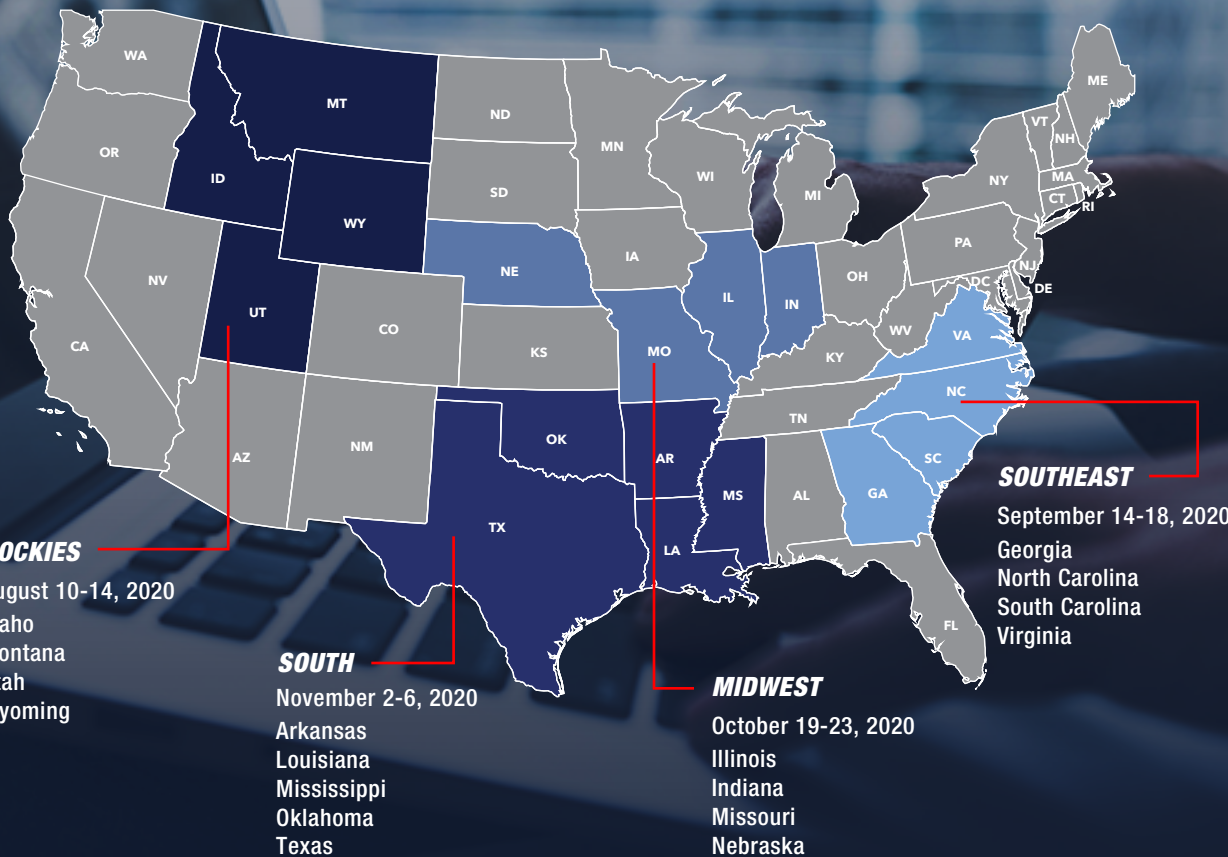 WA
MT
ND
MN
ME
VT
NH
OR
ID
WY
SD
WI
MI
NY
MA
CT
RI
NV
UT
NE
IA
IL
IN
OH
PA
NJ
DC
DE
CA
CO
KS
MO
KY
WV
VA
AZ
NM
OK
AR
TN
NC
SC
TX
LA
MS
AL
GA
FL
OCKIES
ugust 10-14, 2020
aho
ontana
tah
yoming
SOUTH
November 2-6, 2020
Arkansas
Louisiana
Mississippi
Oklahoma
Texas
MIDWEST
October 19-23, 2020
Illinois
Indiana
Missouri
Nebraska
SOUTHEAST
September 14-18, 2020
Georgia
North Carolina
South Carolina
Virginia